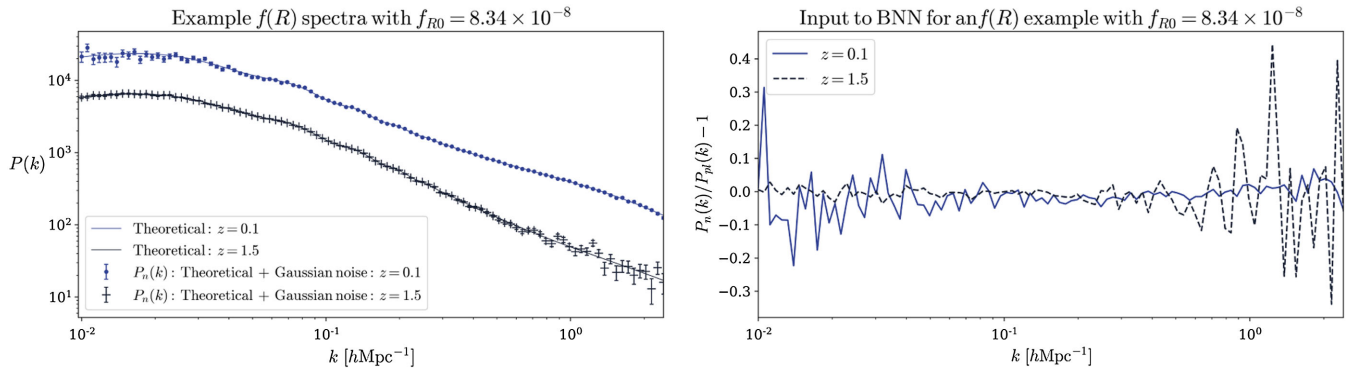 Example f(R) spectra with f_{R0} = 8.34 × 10^{-8}
P(k)
10^4
10^3
10^2
10^1
Theoretical: z = 0.1
Theoretical: z = 1.5
P_n(k): Theoretical + Gaussian noise: z = 0.1
P_n(k): Theoretical + Gaussian noise: z = 1.5
10^{-2} 10^{-1} 10^0
k [hMpc^{-1}]
Input to BNN for anf(R) example with f_{R0} = 8.34 × 10^{-8}
P_n(k)/P_{pl}(k) − 1
0.4
0.3
0.2
0.1
0.0
−0.1
−0.2
−0.3
z = 0.1
z = 1.5
10^{-2} 10^{-1} 10^0
k [hMpc^{-1}]